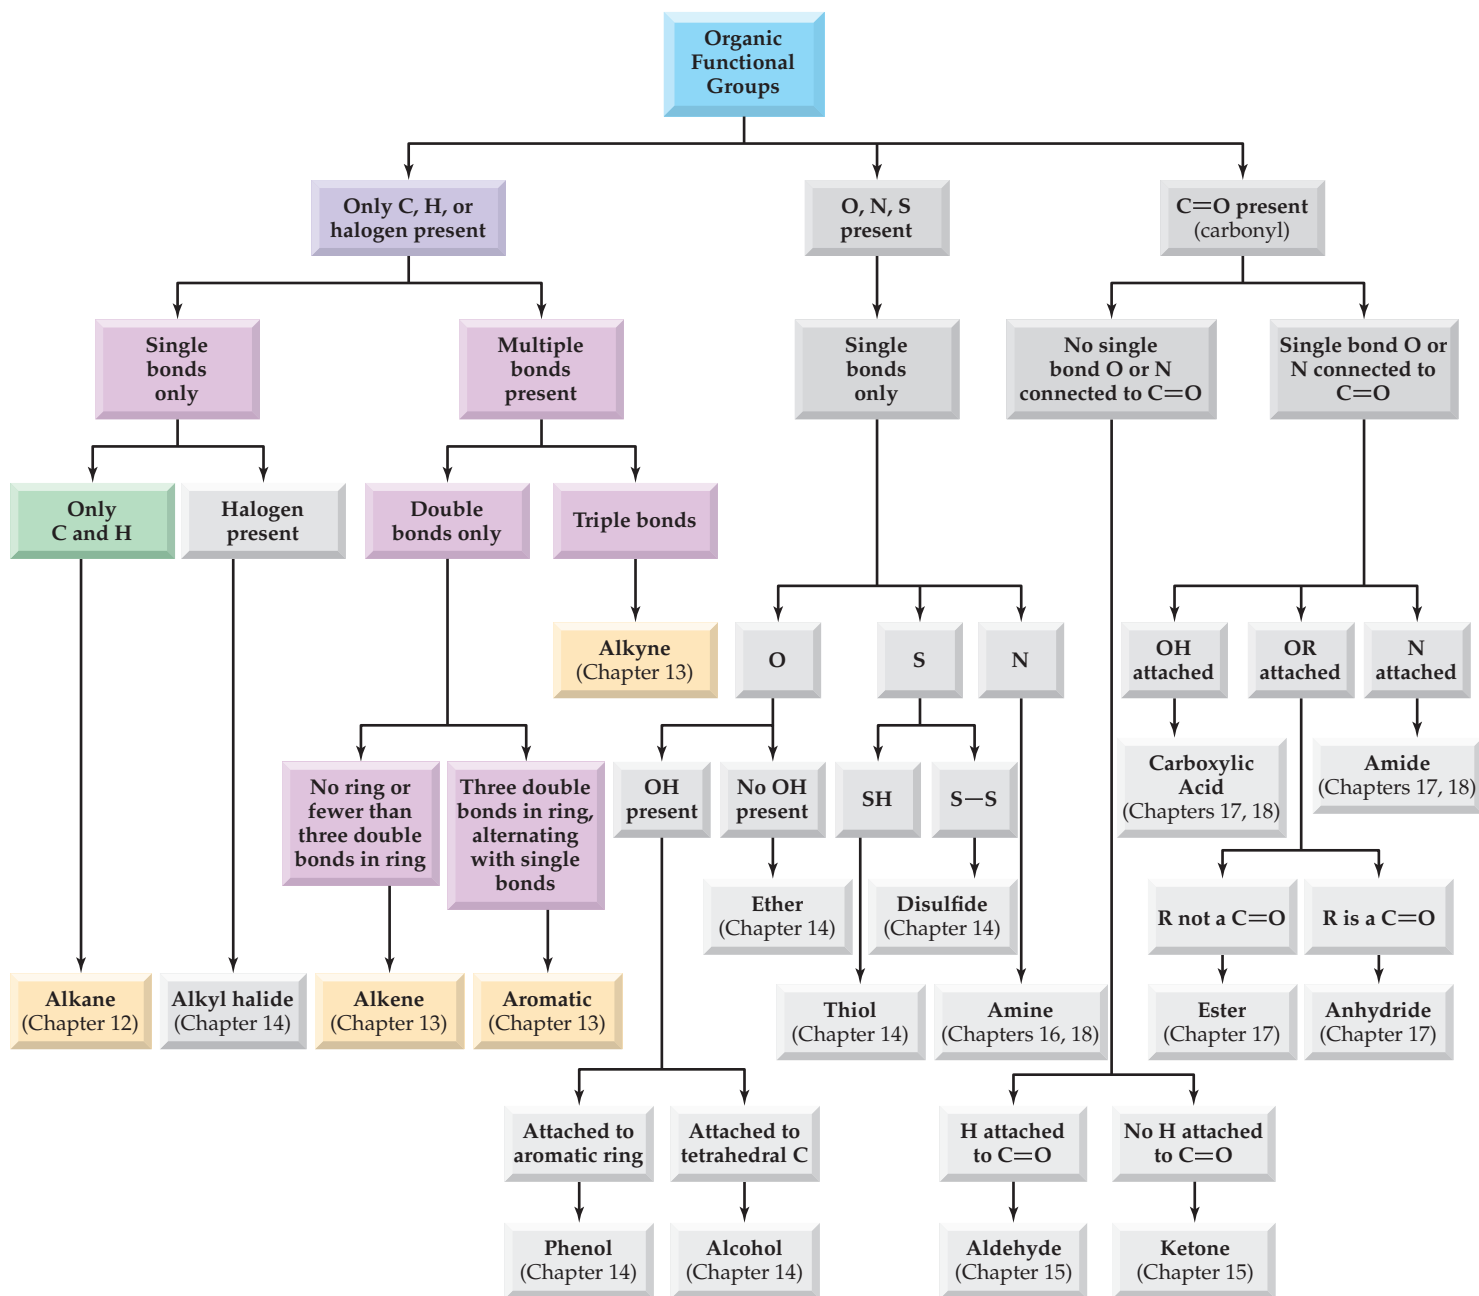 Organic
Functional
Groups
Only C, H, or
halogen present
O, N, S
present
C=O present
(carbonyl)
Single
bonds
only
Multiple
bonds
present
Single
bonds
only
No single
bond O or N
connected to C=O
Single bond O or
N connected to
C=O
Only
C and H
Halogen
present
Double
bonds only
Triple bonds
Alkyne
(Chapter 13)
O
S
N
OH
attached
OR
attached
N
attached
No ring or
fewer than
three double
bonds in ring
Three double
bonds in ring,
alternating
with single
bonds
OH
present
No OH
present
SH
S—S
Carboxylic
Acid
(Chapters 17, 18)
Amide
(Chapters 17, 18)
Ether
(Chapter 14)
Disulfide
(Chapter 14)
R not a C=O
R is a C=O
Alkane
(Chapter 12)
Alkyl halide
(Chapter 14)
Alkene
(Chapter 13)
Aromatic
(Chapter 13)
Thiol
(Chapter 14)
Amine
(Chapters 16, 18)
Ester
(Chapter 17)
Anhydride
(Chapter 17)
Attached to
aromatic ring
Attached to
tetrahedral C
H attached
to C=O
No H attached
to C=O
Phenol
(Chapter 14)
Alcohol
(Chapter 14)
Aldehyde
(Chapter 15)
Ketone
(Chapter 15)